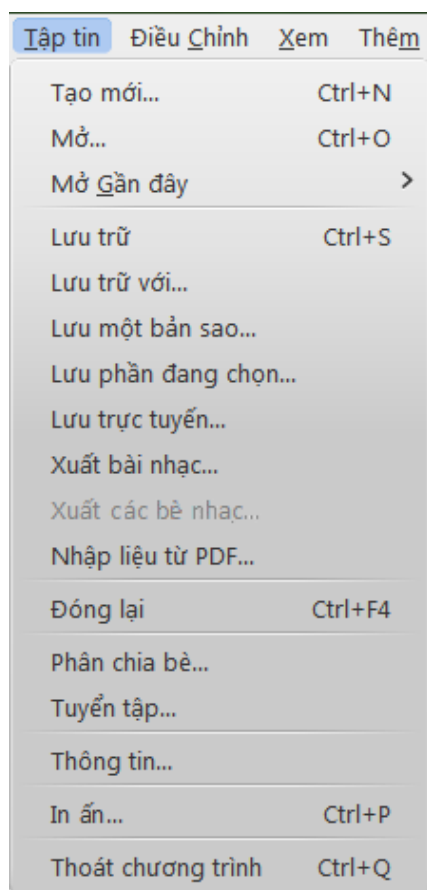 Tập tin Điều Chỉnh Xem Thêm
Tạo mới... Ctrl+N
Mở... Ctrl+O
Mở Gần đây
Lưu trữ Ctrl+S
Lưu trữ với...
Lưu một bản sao...
Lưu phần đang chọn...
Lưu trực tuyến...
Xuất bài nhạc...
Xuất các bè nhạc...
Nhập liệu từ PDF...
Đóng lại Ctrl+F4
Phân chia bè...
Tuyển tập...
Thông tin...
In ấn... Ctrl+P
Thoát chương trình Ctrl+Q